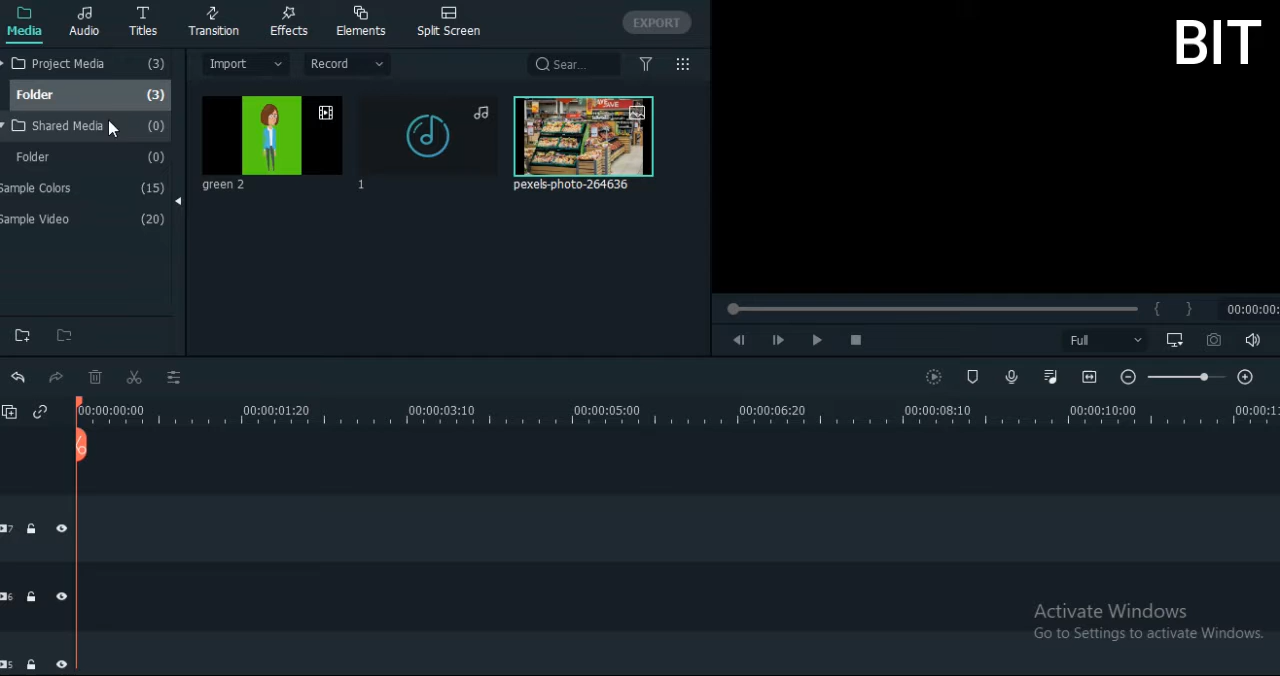 Media
Audio
Titles
Transition
Effects
Elements
Split Screen
EXPORT
BIT
Project Media (3)
Folder (3)
Shared Media (0)
Folder (0)
Sample Colors (15)
Sample Video (20)
Import
Record
Sear...
green 2
1
pexels-photo-264636
{ }
00:00:00:
Full
00:00:00:00
00:00:01:20
00:00:03:10
00:00:05:00
00:00:06:20
00:00:08:10
00:00:10:00
00:00:11
7
6
5
Activate Windows
Go to Settings to activate Windows.